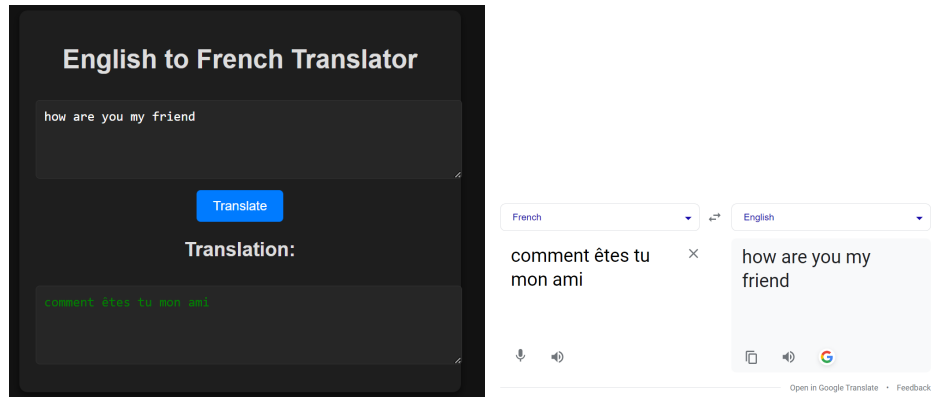 English to French Translator
how are you my friend
Translate
Translation:
comment êtes tu mon ami
French
English
comment êtes tu
mon ami
how are you my
friend
Open in Google Translate • Feedback